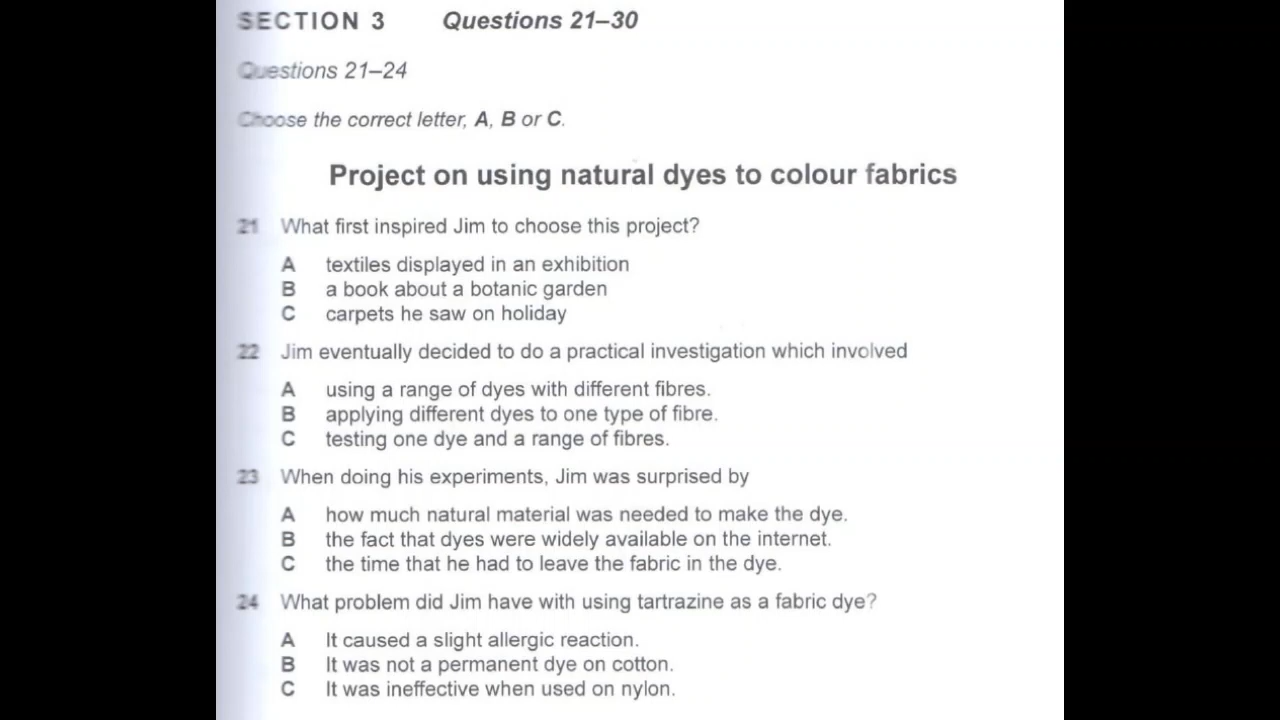 SECTION 3 Questions 21–30
Questions 21–24
Choose the correct letter, A, B or C.
Project on using natural dyes to colour fabrics
21 What first inspired Jim to choose this project?
A textiles displayed in an exhibition
B a book about a botanic garden
C carpets he saw on holiday
22 Jim eventually decided to do a practical investigation which involved
A using a range of dyes with different fibres.
B applying different dyes to one type of fibre.
C testing one dye and a range of fibres.
23 When doing his experiments, Jim was surprised by
A how much natural material was needed to make the dye.
B the fact that dyes were widely available on the internet.
C the time that he had to leave the fabric in the dye.
24 What problem did Jim have with using tartrazine as a fabric dye?
A It caused a slight allergic reaction.
B It was not a permanent dye on cotton.
C It was ineffective when used on nylon.